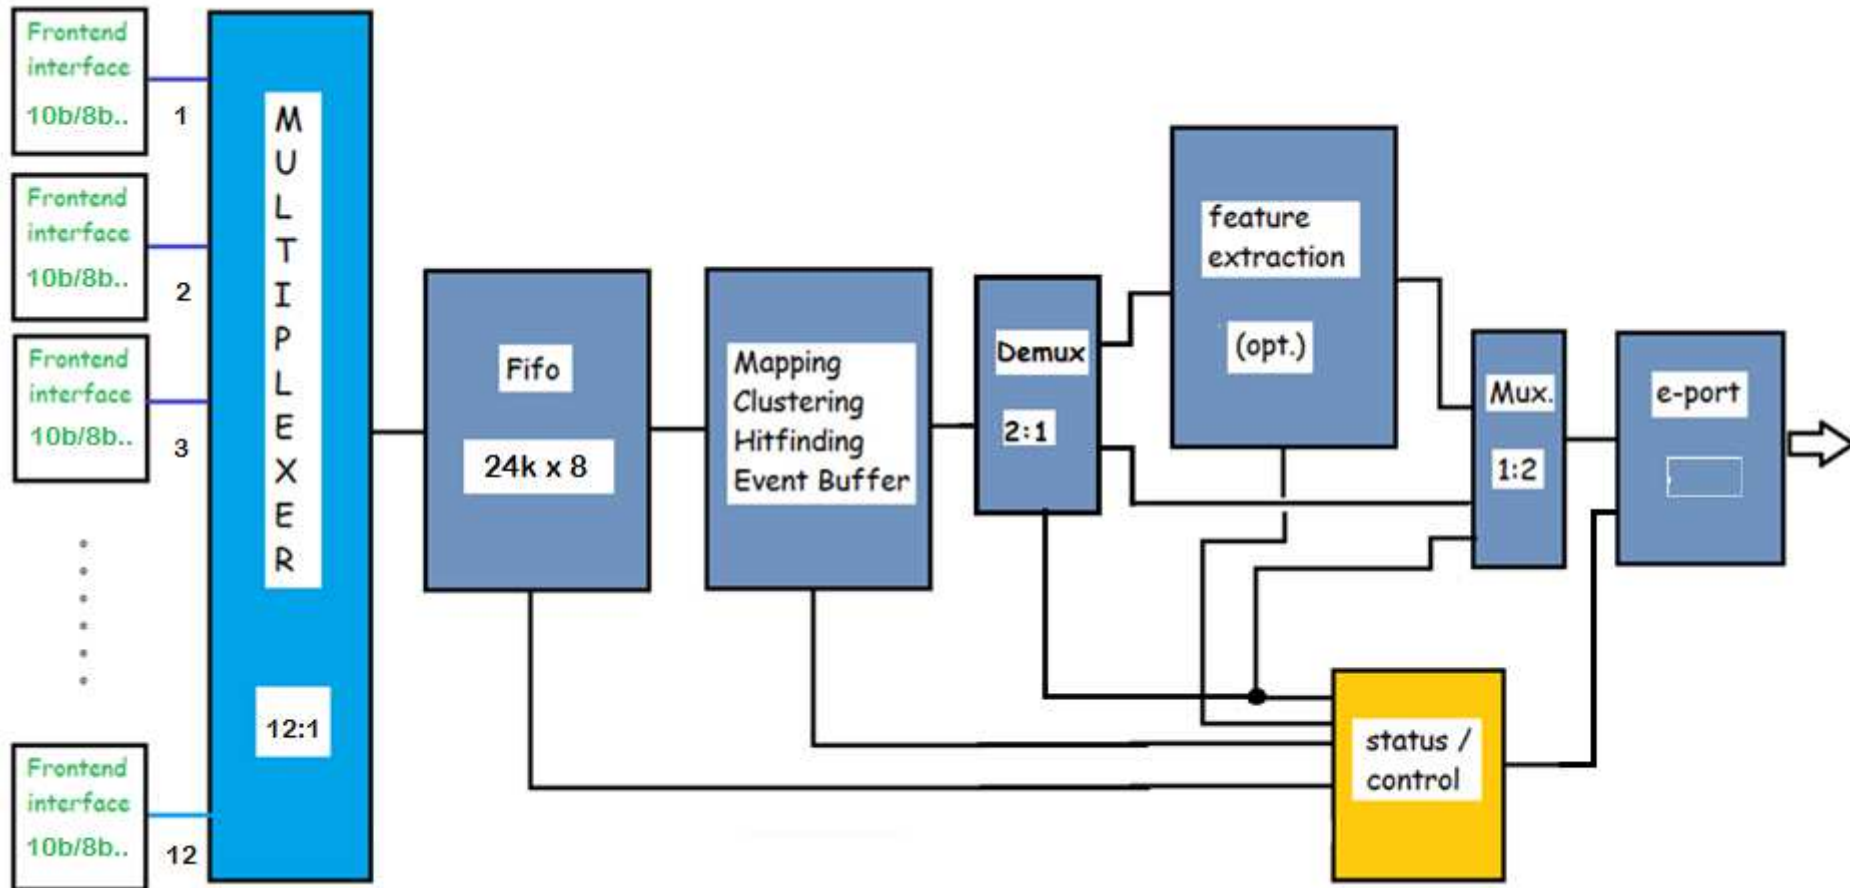 Frontend
interface
10b/8b..
1
Frontend
interface
10b/8b..
2
Frontend
interface
10b/8b..
3
Frontend
interface
10b/8b..
12
MULTIPLEXER
12:1
Fifo
24k x 8
Mapping
Clustering
Hitfinding
Event Buffer
Demux
2:1
feature
extraction
(opt.)
Mux.
1:2
e-port
status /
control